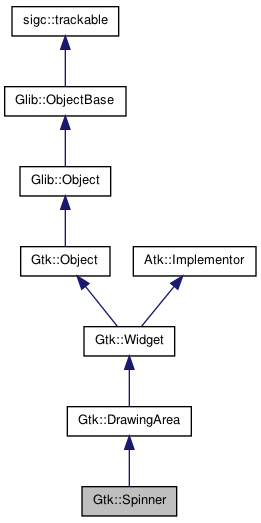 sigc::trackable
Glib::ObjectBase
Glib::Object
Gtk::Object
Atk::Implementor
Gtk::Widget
Gtk::DrawingArea
Gtk::Spinner